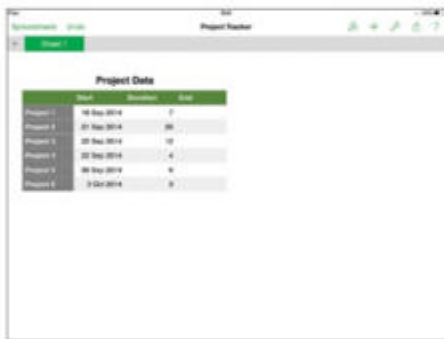 Spreadsheets Undo Project Tracker
Sheet 1
Project Data
Start Duration End
Project 1 Sep 2014 7
Project 2 21 Sep 2014
Project 3 Sep 2014 12
Project 4 22 Sep 2014 4
Project 5 Sep 2014
Project 6 3 Oct 2014